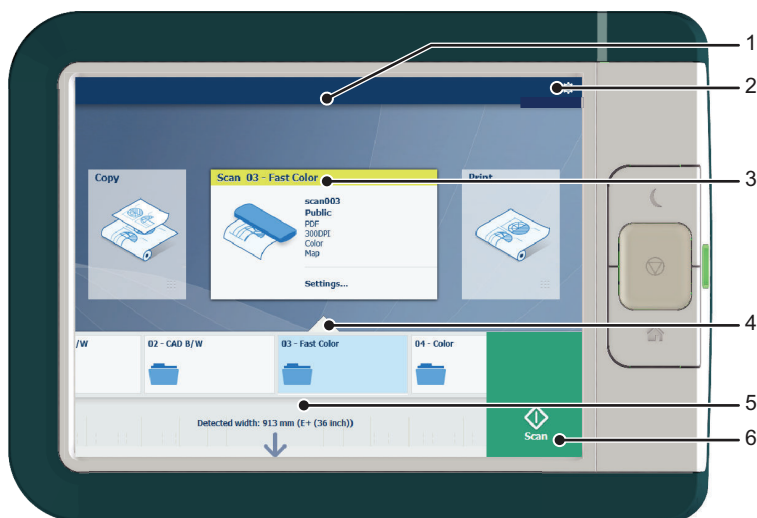 1
2
Copy
Scan 03 - Fast Color
Print
3
scan003
Public
PDF
300DPI
Color
Map
Settings...
4
/W
02 - CAD B/W
03 - Fast Color
04 - Color
5
Detected width: 913 mm (E+ (36 inch))
Scan
6